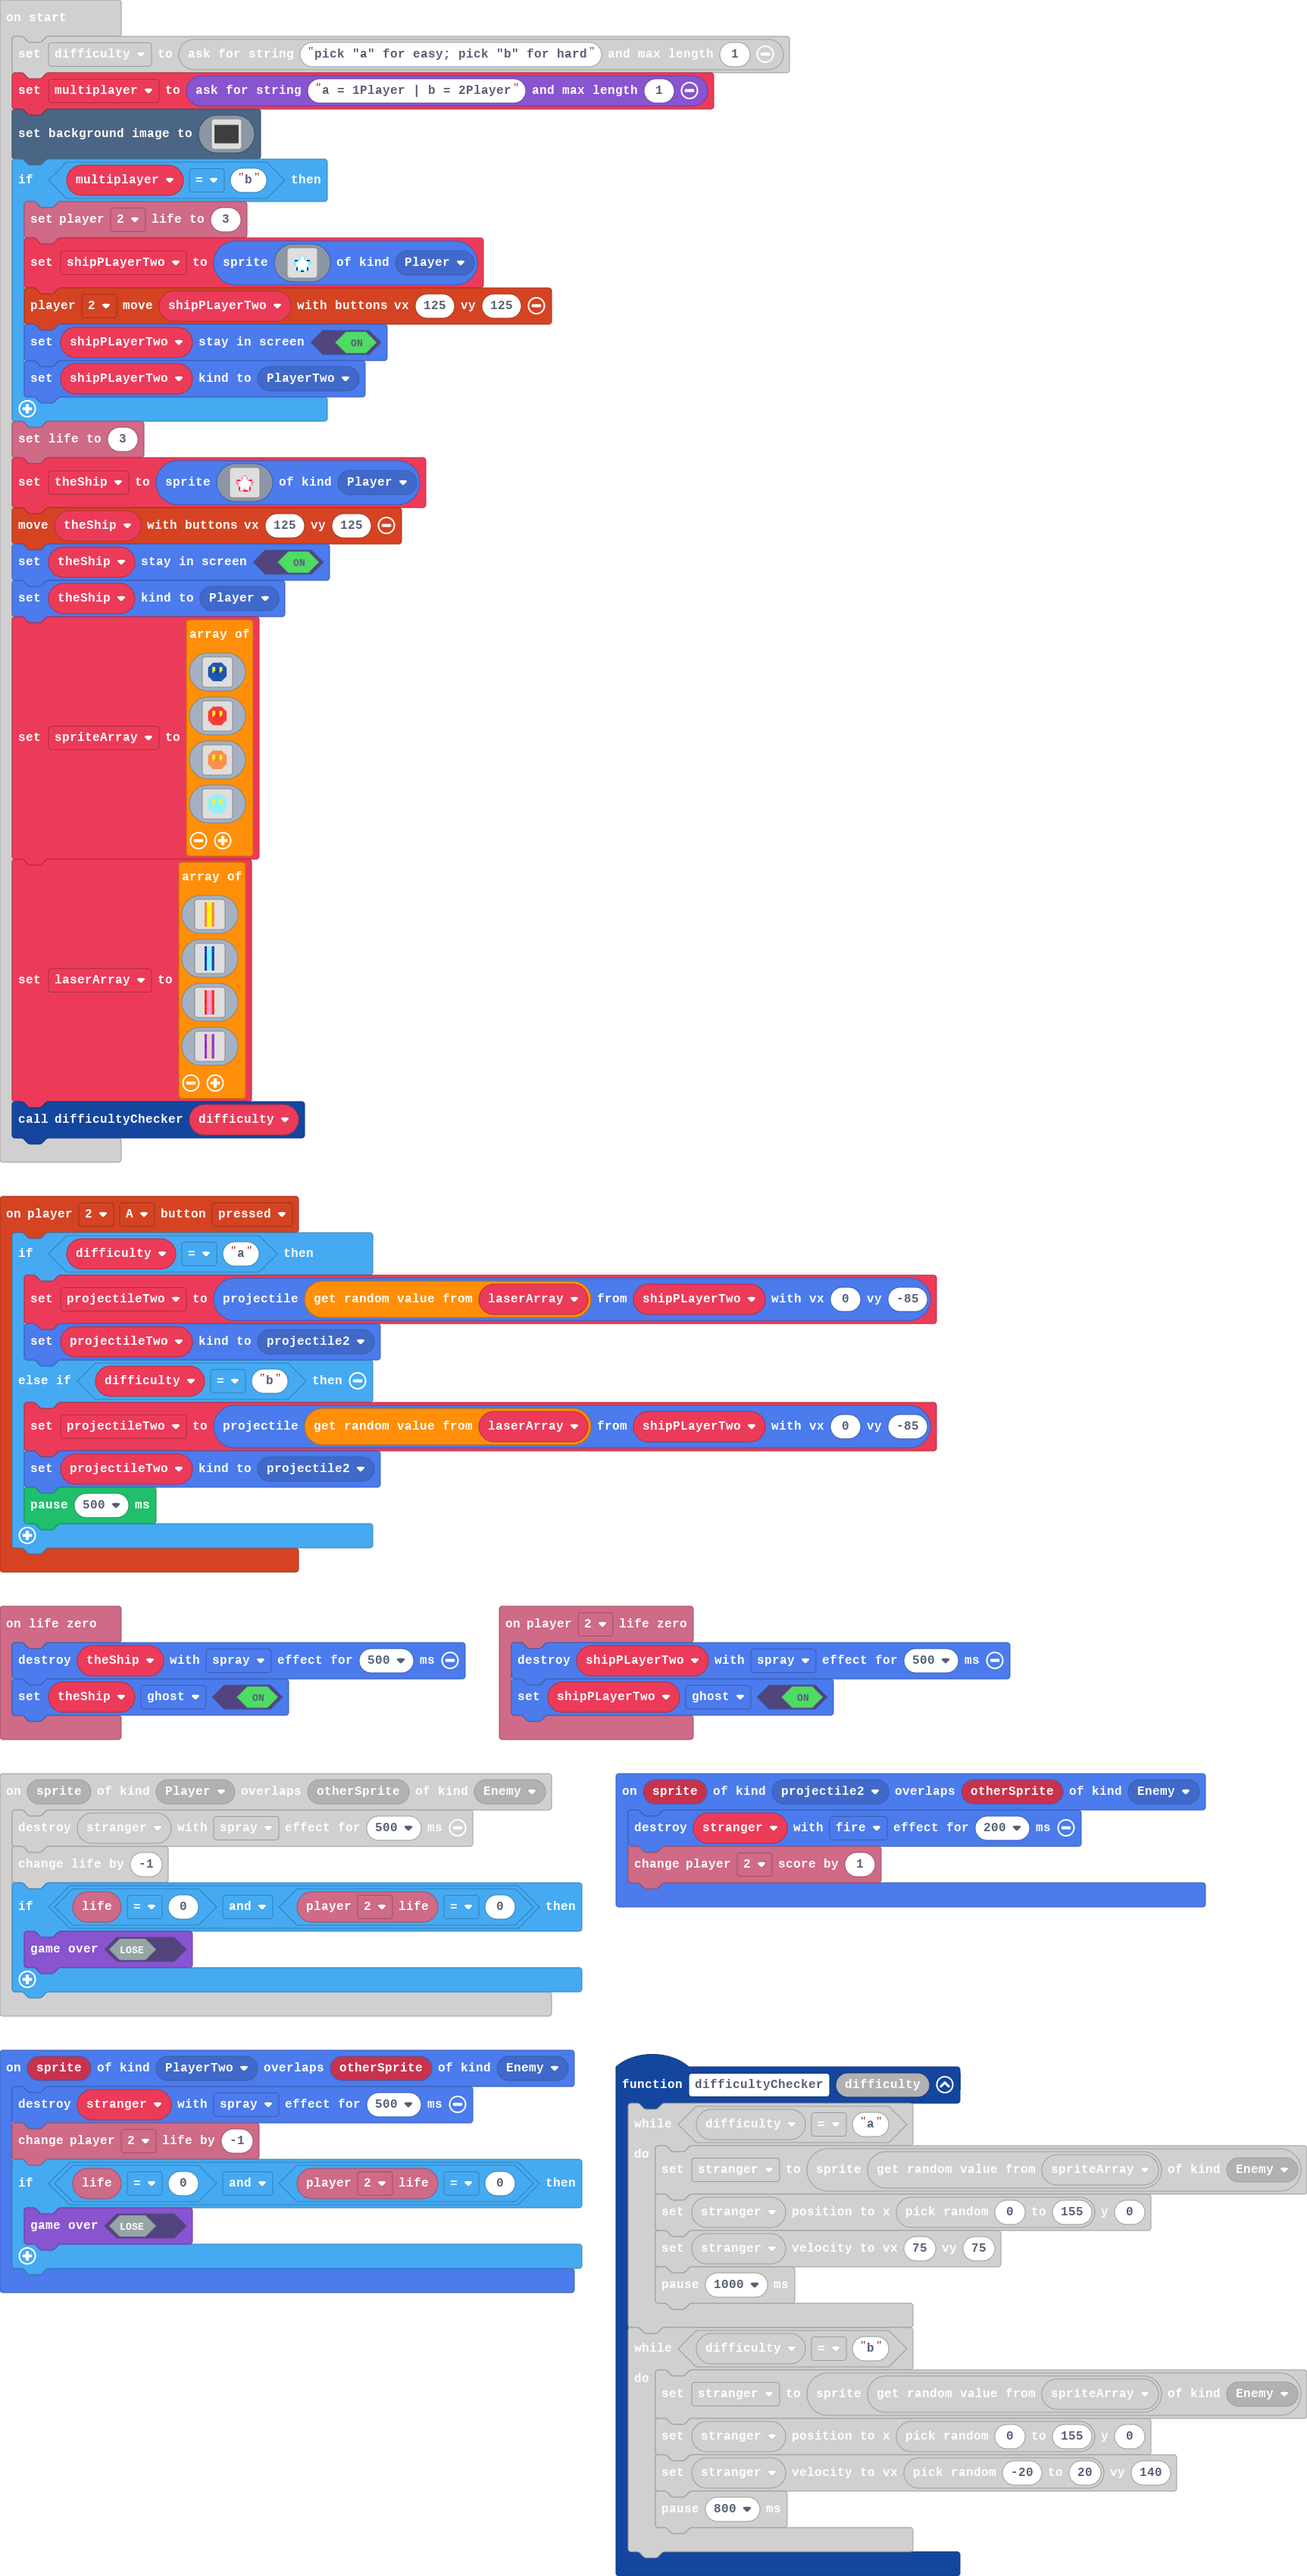 on start
set difficulty to ask for string "pick "a" for easy; pick "b" for hard" and max length 1
set multiplayer to ask for string "a = 1Player | b = 2Player" and max length 1
set background image to
if multiplayer = "b" then
set player 2 life to 3
set shipPLayerTwo to sprite of kind Player
player 2 move shipPLayerTwo with buttons vx 125 vy 125
set shipPLayerTwo stay in screen ON
set shipPLayerTwo kind to PlayerTwo
set life to 3
set theShip to sprite of kind Player
move theShip with buttons vx 125 vy 125
set theShip stay in screen ON
set theShip kind to Player
array of
set spriteArray to
array of
set laserArray to
call difficultyChecker difficulty
on player 2 A button pressed
if difficulty = "a" then
set projectileTwo to projectile get random value from laserArray from shipPLayerTwo with vx 0 vy -85
set projectileTwo kind to projectile2
else if difficulty = "b" then
set projectileTwo to projectile get random value from laserArray from shipPLayerTwo with vx 0 vy -85
set projectileTwo kind to projectile2
pause 500 ms
on life zero
destroy theShip with spray effect for 500 ms
set theShip ghost ON
on player 2 life zero
destroy shipPLayerTwo with spray effect for 500 ms
set shipPLayerTwo ghost ON
on sprite of kind Player overlaps otherSprite of kind Enemy
destroy stranger with spray effect for 500 ms
change life by -1
if life = 0 and player 2 life = 0 then
game over LOSE
on sprite of kind projectile2 overlaps otherSprite of kind Enemy
destroy stranger with fire effect for 200 ms
change player 2 score by 1
on sprite of kind PlayerTwo overlaps otherSprite of kind Enemy
destroy stranger with spray effect for 500 ms
change player 2 life by -1
if life = 0 and player 2 life = 0 then
game over LOSE
function difficultyChecker difficulty
while difficulty = "a"
do
set stranger to sprite get random value from spriteArray of kind Enemy
set stranger position to x pick random 0 to 155 y 0
set stranger velocity to vx 75 vy 75
pause 1000 ms
while difficulty = "b"
do
set stranger to sprite get random value from spriteArray of kind Enemy
set stranger position to x pick random 0 to 155 y 0
set stranger velocity to vx pick random -20 to 20 vy 140
pause 800 ms